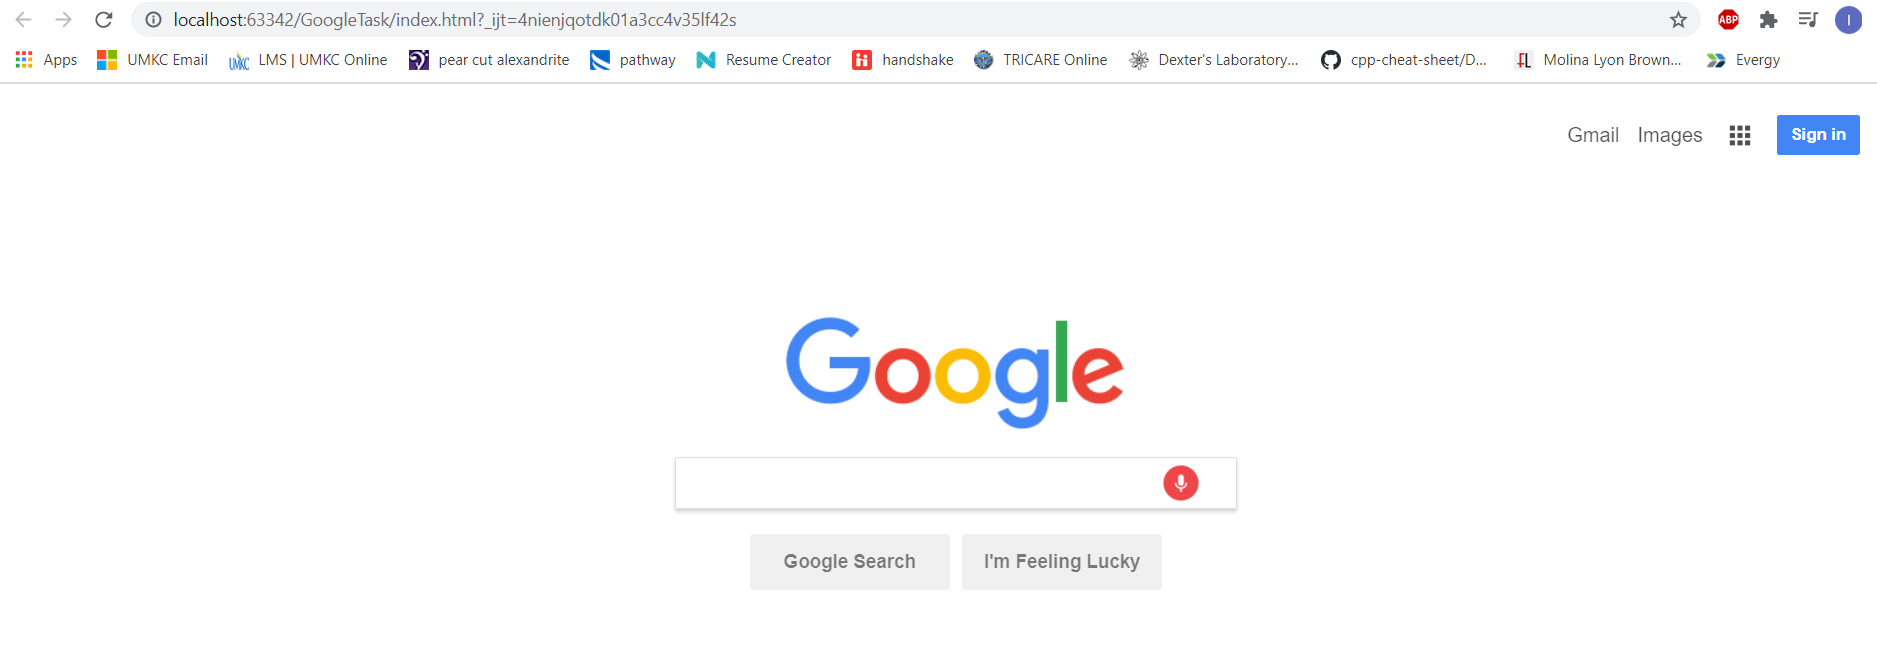 localhost:63342/GoogleTask/index.html?_ijt=4nienjqotdk01a3cc4v35lf42s ABP I
Apps UMKC Email UMKC LMS | UMKC Online pear cut alexandrite pathway N Resume Creator handshake TRICARE Online Dexter's Laboratory... cpp-cheat-sheet/D... Molina Lyon Brown... Evergy
Gmail Images Sign in
Google
Google Search I'm Feeling Lucky